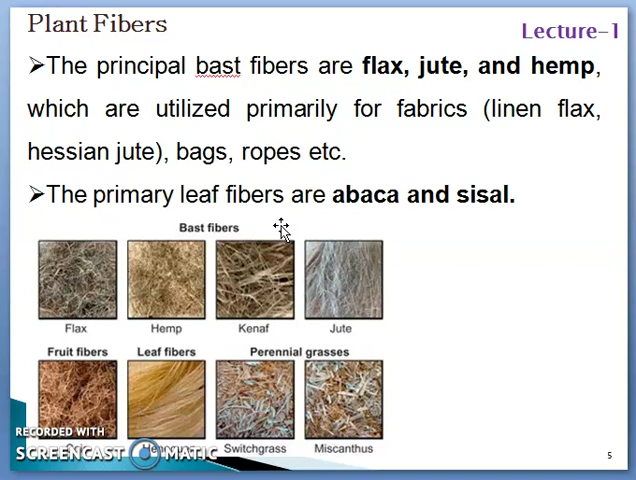 Plant Fibers
Lecture-1
➤The principal bast fibers are flax, jute, and hemp,
which are utilized primarily for fabrics (linen flax,
hessian jute), bags, ropes etc.
➤The primary leaf fibers are abaca and sisal.
Bast fibers
Flax Hemp Kenaf Jute
Fruit fibers Leaf fibers Perennial grasses
Switchgrass Miscanthus
RECORDED WITH
SCREENCAST MATIC
5